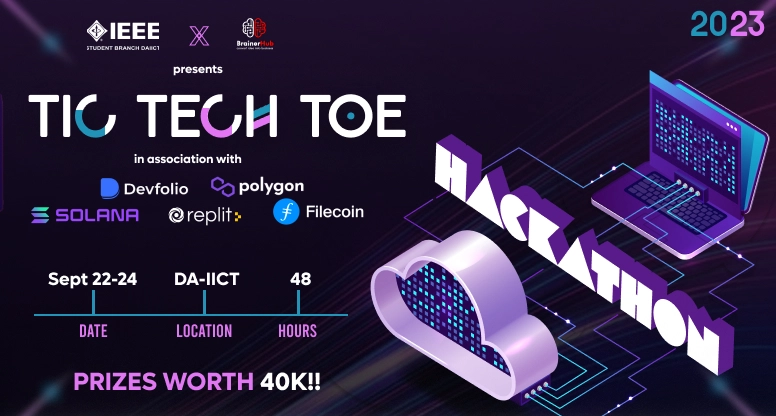 2023
IEEE
STUDENT BRANCH DAIICT
X
BrainerHub
presents
TIC TECH TOE
in association with
Devfolio
polygon
SOLANA
replit
Filecoin
HACKATHON
Sept 22-24
DA-IICT
48
DATE
LOCATION
HOURS
PRIZES WORTH 40K!!